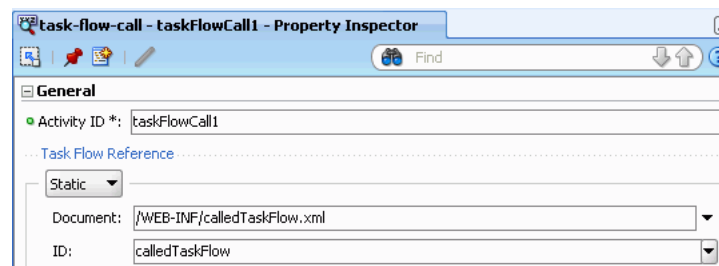 task-flow-call - taskFlowCall1 - Property Inspector
Find
General
Activity ID *: taskFlowCall1
Task Flow Reference
Static
Document: /WEB-INF/calledTaskFlow.xml
ID: calledTaskFlow